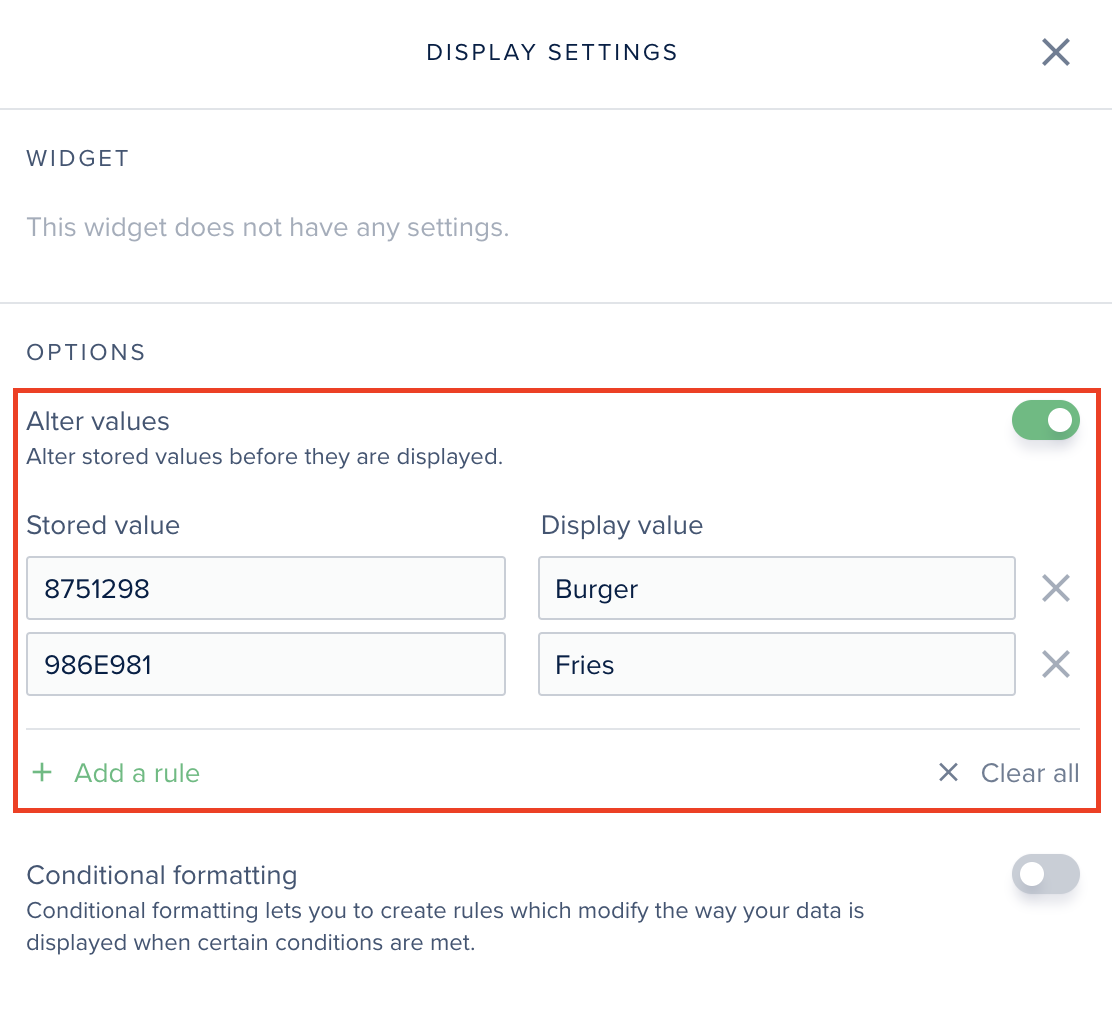 DISPLAY SETTINGS
WIDGET
This widget does not have any settings.
OPTIONS
Alter values
Alter stored values before they are displayed.
Stored value Display value
8751298 Burger
986E981 Fries
+ Add a rule Clear all
Conditional formatting
Conditional formatting lets you to create rules which modify the way your data is
displayed when certain conditions are met.